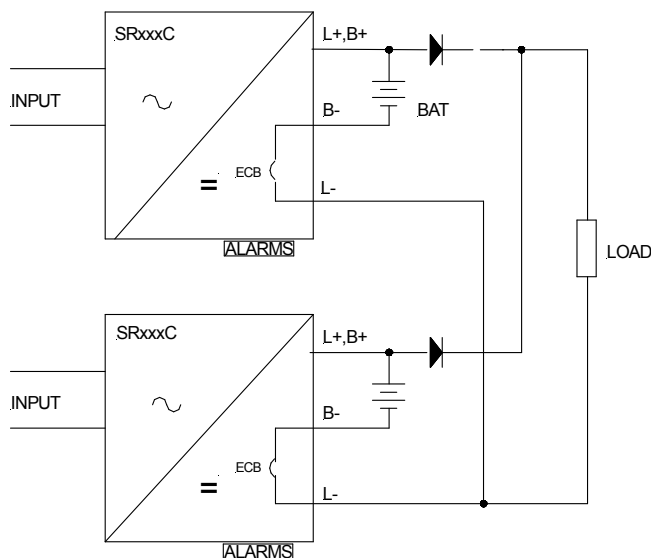 SRxxxC
L+,B+
INPUT
B-
BAT
ECB
L-
=
ALARMS
LOAD
SRxxxC
L+,B+
INPUT
B-
ECB
L-
=
ALARMS